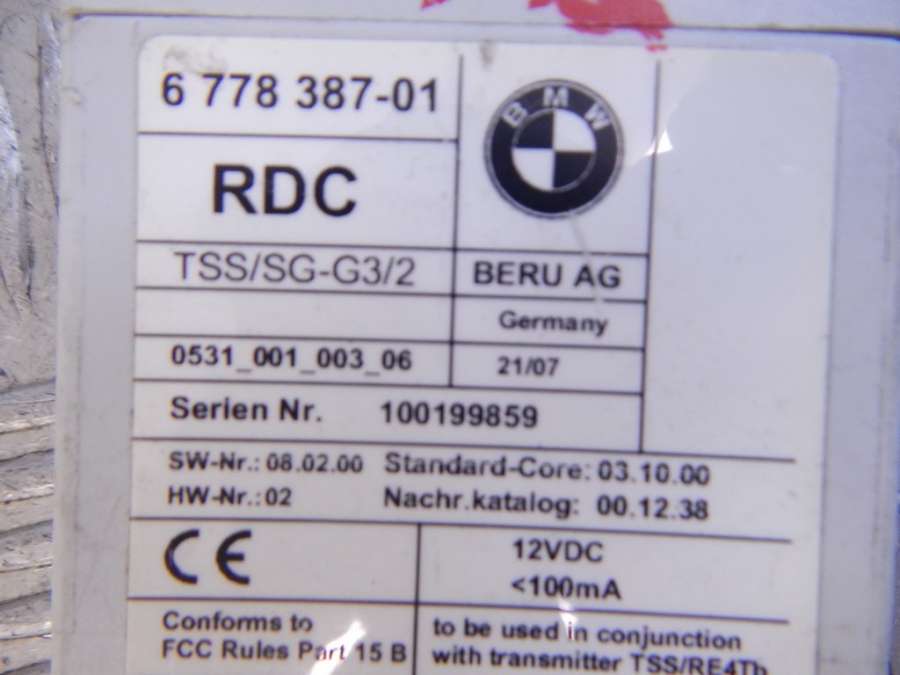 6 778 387-01
BMW
RDC
TSS/SG-G3/2
BERU AG
Germany
0531_001_003_06
21/07
Serien Nr. 100199859
SW-Nr.: 08.02.00 Standard-Core: 03.10.00
HW-Nr.: 02 Nachr.katalog: 00.12.38
CE
12VDC
<100mA
Conforms to
FCC Rules Part 15 B
to be used in conjunction
with transmitter TSS/RE4Th